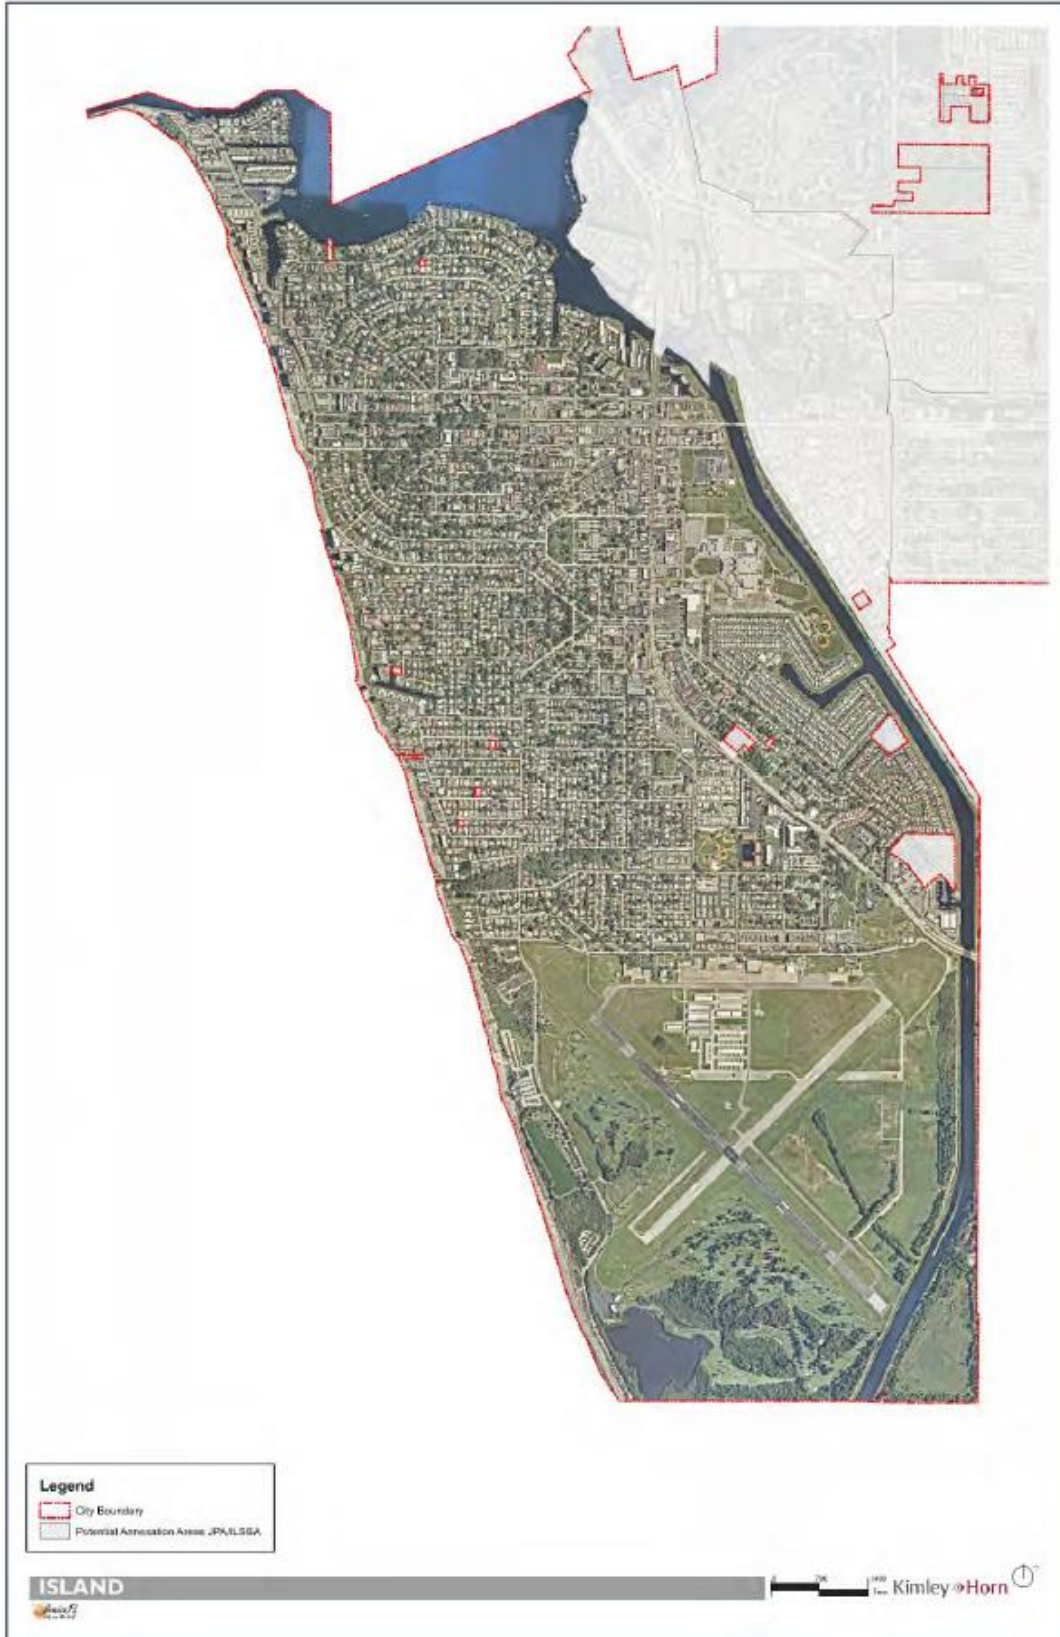 Legend
City Boundary
Potential Annexation Areas JPA/ILSBA
ISLAND
Kimley»Horn